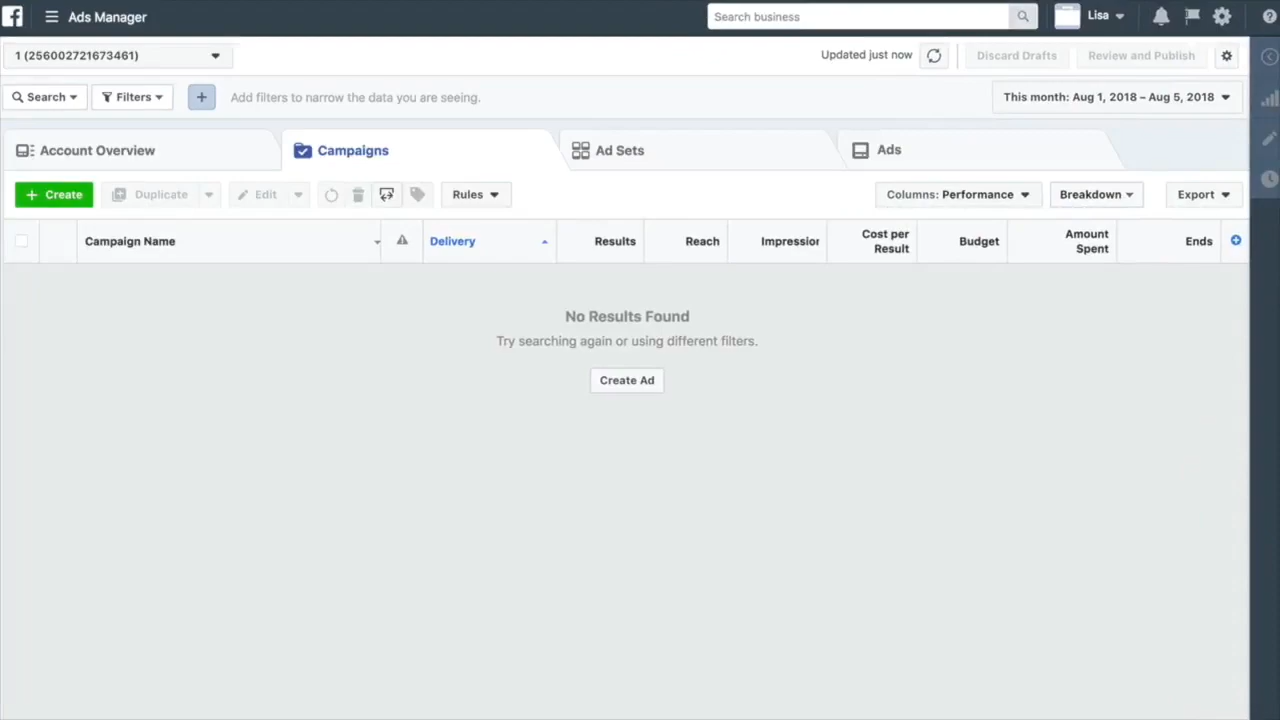 Ads Manager
Search business
Lisa
1 (256002721673461)
Updated just now
Discard Drafts
Review and Publish
Search
Filters
Add filters to narrow the data you are seeing.
This month: Aug 1, 2018 – Aug 5, 2018
Account Overview
Campaigns
Ad Sets
Ads
+ Create
Duplicate
Edit
Rules
Columns: Performance
Breakdown
Export
Campaign Name
Delivery
Results
Reach
Impression
Cost per
Result
Budget
Amount
Spent
Ends
No Results Found
Try searching again or using different filters.
Create Ad